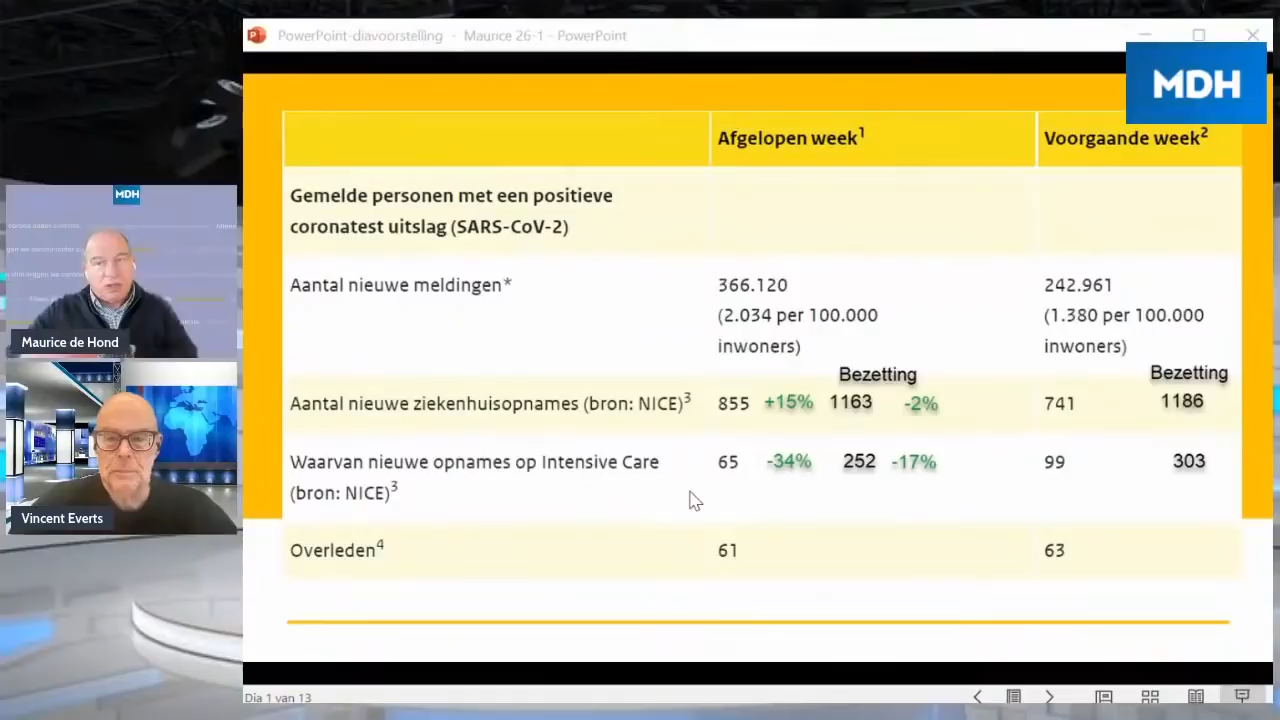 PowerPoint-diavoorstelling - Maurice 26-1 - PowerPoint
MDH
Afgelopen week1
Voorgaande week2
Gemelde personen met een positieve
coronatest uitslag (SARS-CoV-2)
Aantal nieuwe meldingen*
366.120
(2.034 per 100.000
inwoners)
242.961
(1.380 per 100.000
inwoners)
Bezetting
Bezetting
Aantal nieuwe ziekenhuisopnames (bron: NICE)3
855 +15% 1163 -2%
741 1186
Waarvan nieuwe opnames op Intensive Care
(bron: NICE)3
65 -34% 252 -17%
99 303
Overleden4
61
63
Dia 1 van 13
MDH
Maurice de Hond
Vincent Everts